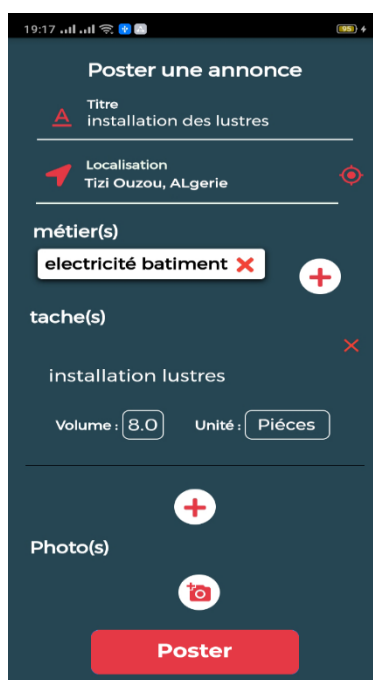 19:17
95
Poster une annonce
Titre
installation des lustres
Localisation
Tizi Ouzou, ALgerie
métier(s)
electricité batiment
tache(s)
installation lustres
Volume : 8.0 Unité : Piéces
Photo(s)
Poster